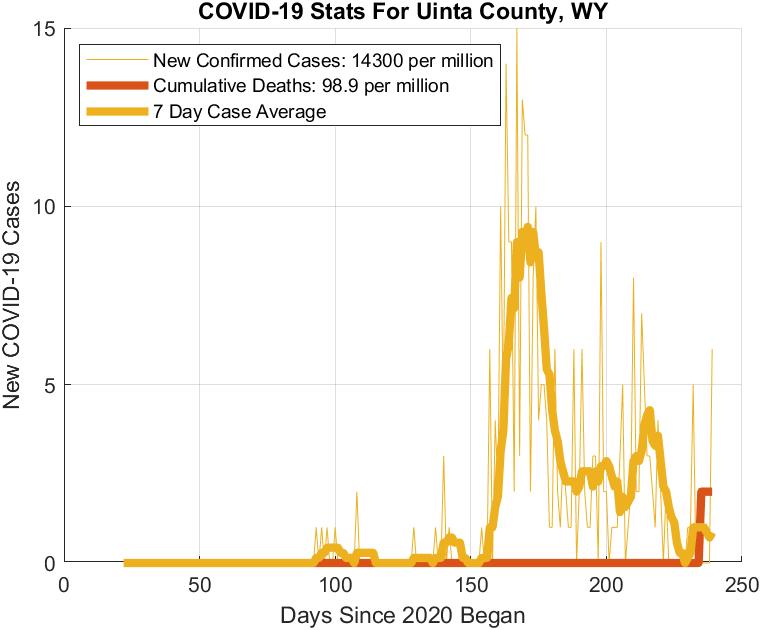 COVID-19 Stats For Uinta County, WY
New Confirmed Cases: 14300 per million
Cumulative Deaths: 98.9 per million
7 Day Case Average
New COVID-19 Cases
15
10
5
0
0 50 100 150 200 250
Days Since 2020 Began